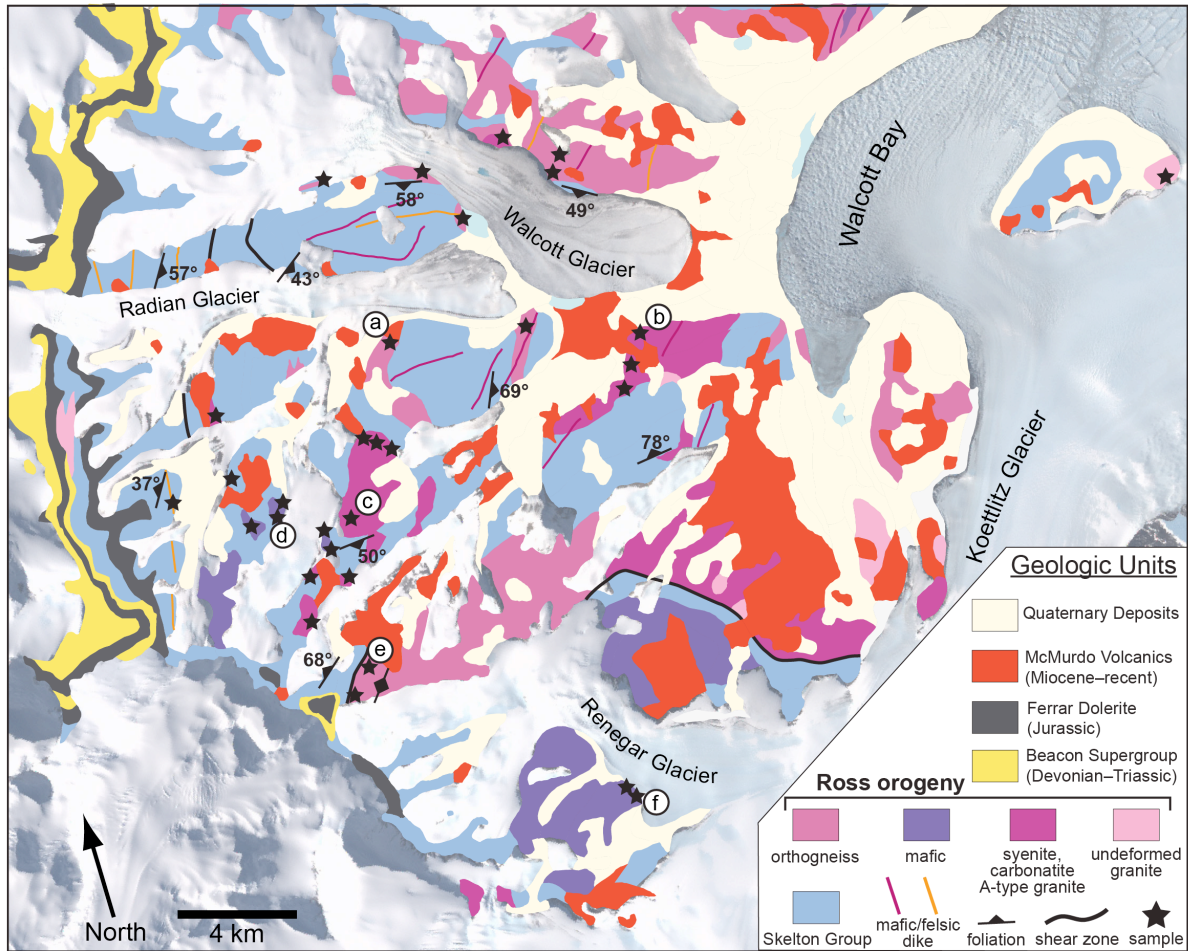 Walcott Bay
58°
49°
Walcott Glacier
57°
43°
Radian Glacier
a
b
69°
78°
Koettlitz Glacier
37°
c
d
50°
e
68°
Renegar Glacier
f
North
4 km
Geologic Units
Quaternary Deposits
McMurdo Volcanics
(Miocene–recent)
Ferrar Dolerite
(Jurassic)
Beacon Supergroup
(Devonian–Triassic)
Ross orogeny
orthogneiss
mafic
syenite,
carbonatite
A-type granite
undeformed
granite
Skelton Group
mafic/felsic
dike
foliation
shear zone
sample